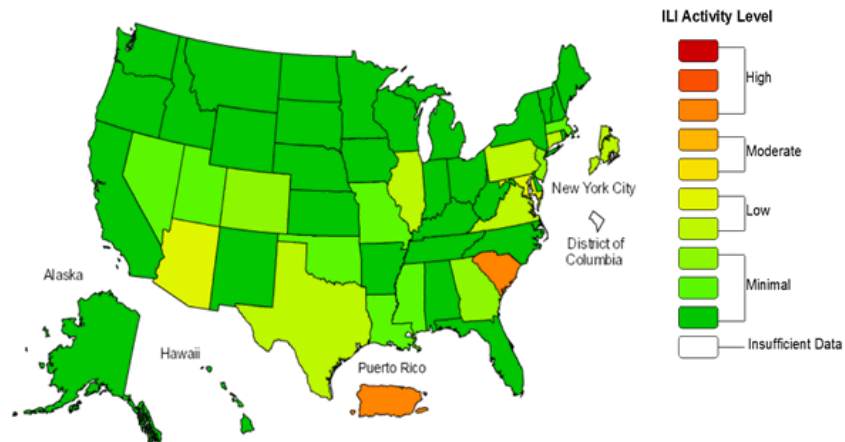 ILI Activity Level
High
Moderate
Low
Minimal
Insufficient Data
New York City
District of
Columbia
Alaska
Hawaii
Puerto Rico